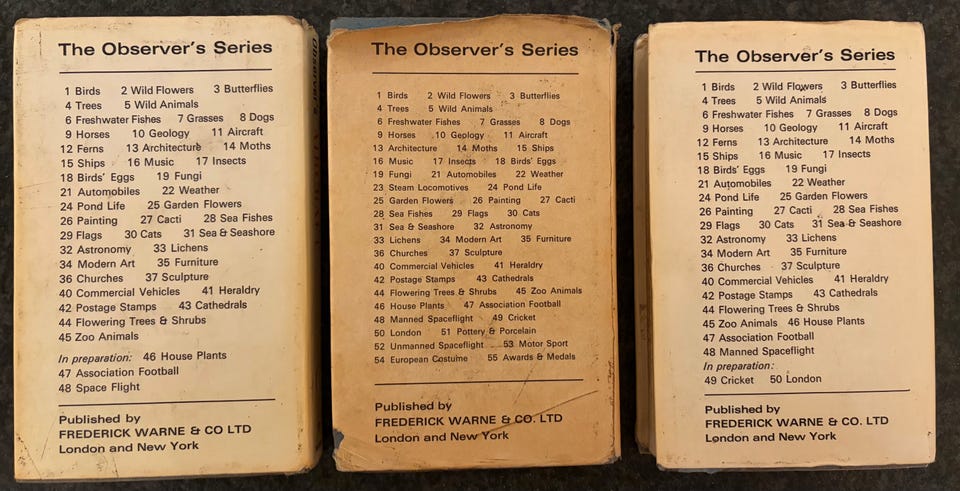 The Observer's Series
1 Birds 2 Wild Flowers 3 Butterflies
4 Trees 5 Wild Animals
6 Freshwater Fishes 7 Grasses 8 Dogs
9 Horses 10 Geology 11 Aircraft
12 Ferns 13 Architecture 14 Moths
15 Ships 16 Music 17 Insects
18 Birds' Eggs 19 Fungi
21 Automobiles 22 Weather
24 Pond Life 25 Garden Flowers
26 Painting 27 Cacti 28 Sea Fishes
29 Flags 30 Cats 31 Sea & Seashore
32 Astronomy 33 Lichens
34 Modern Art 35 Furniture
36 Churches 37 Sculpture
40 Commercial Vehicles 41 Heraldry
42 Postage Stamps 43 Cathedrals
44 Flowering Trees & Shrubs
45 Zoo Animals
In preparation: 46 House Plants
47 Association Football
48 Space Flight
Published by
FREDERICK WARNE & CO LTD
London and New York
The Observer's Series
1 Birds 2 Wild Flowers 3 Butterflies
4 Trees 5 Wild Animals
6 Freshwater Fishes 7 Grasses 8 Dogs
9 Horses 10 Geology 11 Aircraft
13 Architecture 14 Moths 15 Ships
16 Music 17 Insects 18 Birds' Eggs
19 Fungi 21 Automobiles 22 Weather
23 Steam Locomotives 24 Pond Life
25 Garden Flowers 26 Painting 27 Cacti
28 Sea Fishes 29 Flags 30 Cats
31 Sea & Seashore 32 Astronomy
33 Lichens 34 Modern Art 35 Furniture
36 Churches 37 Sculpture
40 Commercial Vehicles 41 Heraldry
42 Postage Stamps 43 Cathedrals
44 Flowering Trees & Shrubs 45 Zoo Animals
46 House Plants 47 Association Football
48 Manned Spaceflight 49 Cricket
50 London 51 Pottery & Porcelain
52 Unmanned Spaceflight 53 Motor Sport
54 European Costume 55 Awards & Medals
Published by
FREDERICK WARNE & CO. LTD
London and New York
The Observer's Series
1 Birds 2 Wild Flowers 3 Butterflies
4 Trees 5 Wild Animals
6 Freshwater Fishes 7 Grasses 8 Dogs
9 Horses 10 Geology 11 Aircraft
12 Ferns 13 Architecture 14 Moths
15 Ships 16 Music 17 Insects
18 Birds' Eggs 19 Fungi
21 Automobiles 22 Weather
24 Pond Life 25 Garden Flowers
26 Painting 27 Cacti 28 Sea Fishes
29 Flags 30 Cats 31 Sea & Seashore
32 Astronomy 33 Lichens
34 Modern Art 35 Furniture
36 Churches 37 Sculpture
40 Commercial Vehicles 41 Heraldry
42 Postage Stamps 43 Cathedrals
44 Flowering Trees & Shrubs
45 Zoo Animals 46 House Plants
47 Association Football
48 Manned Spaceflight
In preparation:
49 Cricket 50 London
Published by
FREDERICK WARNE & CO. LTD
London and New York